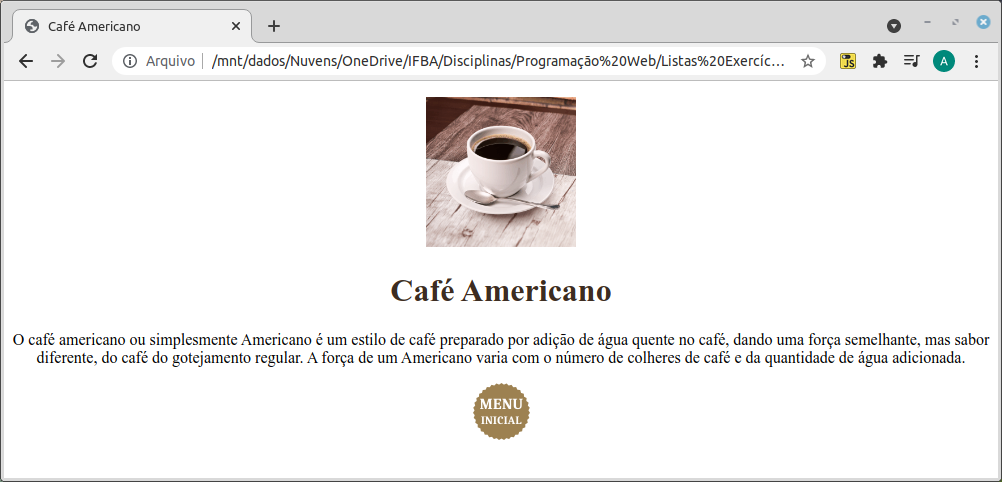 Café Americano
Arquivo /mnt/dados/Nuvens/OneDrive/IFBA/Disciplinas/Programação%20Web/Listas%20Exercíc…
JS
A
Café Americano
O café americano ou simplesmente Americano é um estilo de café preparado por adição de água quente no café, dando uma força semelhante, mas sabor
diferente, do café do gotejamento regular. A força de um Americano varia com o número de colheres de café e da quantidade de água adicionada.
MENU
INICIAL